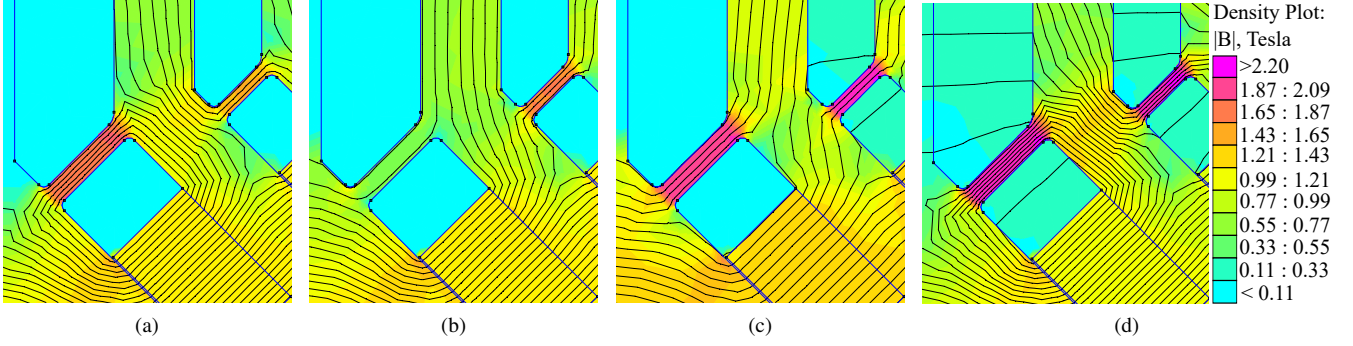 Density Plot:
|B|, Tesla
>2.20
1.87 : 2.09
1.65 : 1.87
1.43 : 1.65
1.21 : 1.43
0.99 : 1.21
0.77 : 0.99
0.55 : 0.77
0.33 : 0.55
0.11 : 0.33
< 0.11
(a)
(b)
(c)
(d)